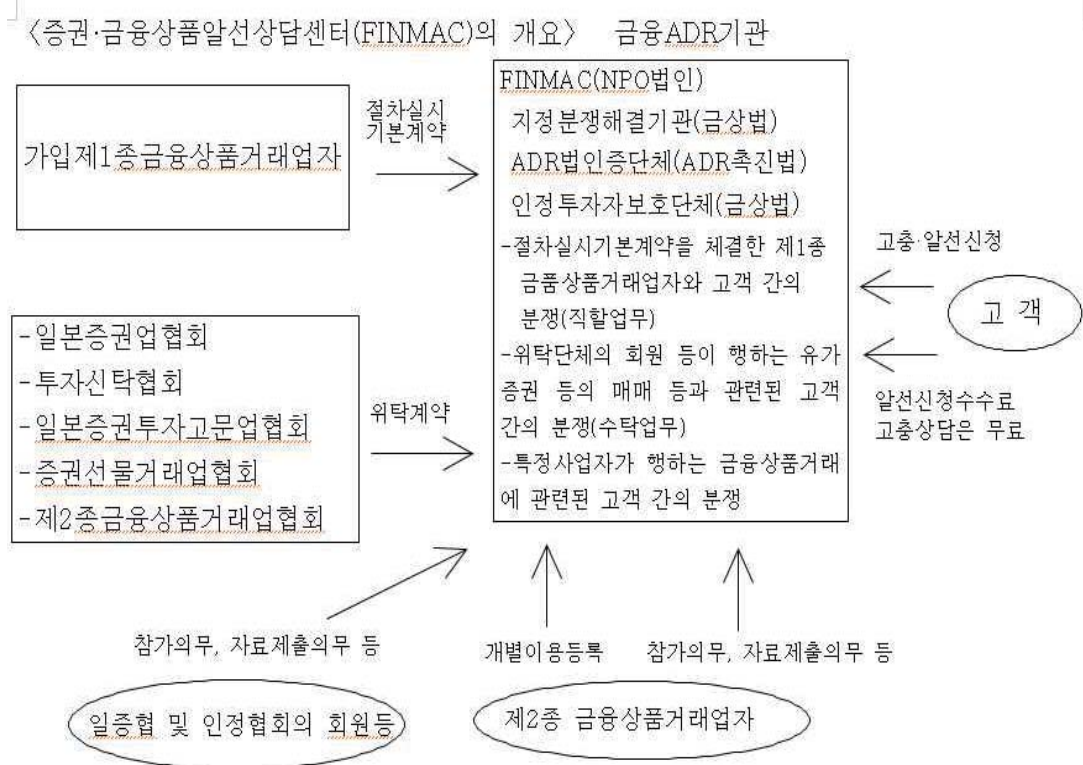 〈증권·금융상품알선상담센터(FINMAC)의 개요〉 금융ADR기관
가입제1종금융상품거래업자
절차실시
기본계약
FINMAC(NPO법인)
지정분쟁해결기관(금상법)
ADR법인증단체(ADR촉진법)
인정투자자보호단체(금상법)
-절차실시기본계약을 체결한 제1종
금품상품거래업자와 고객 간의
분쟁(직할업무)
-위탁단체의 회원 등이 행하는 유가
증권 등의 매매 등과 관련된 고객
간의 분쟁(수탁업무)
-특정사업자가 행하는 금융상품거래
에 관련된 고객 간의 분쟁
고충·알선신청
고 객
알선신청수수료
고충상담은 무료
-일본증권업협회
-투자신탁협회
-일본증권투자고문업협회
-증권선물거래업협회
-제2종금융상품거래업협회
위탁계약
참가의무, 자료제출의무 등
개별이용등록
참가의무, 자료제출의무 등
일증협 및 인정협회의 회원등
제2종 금융상품거래업자